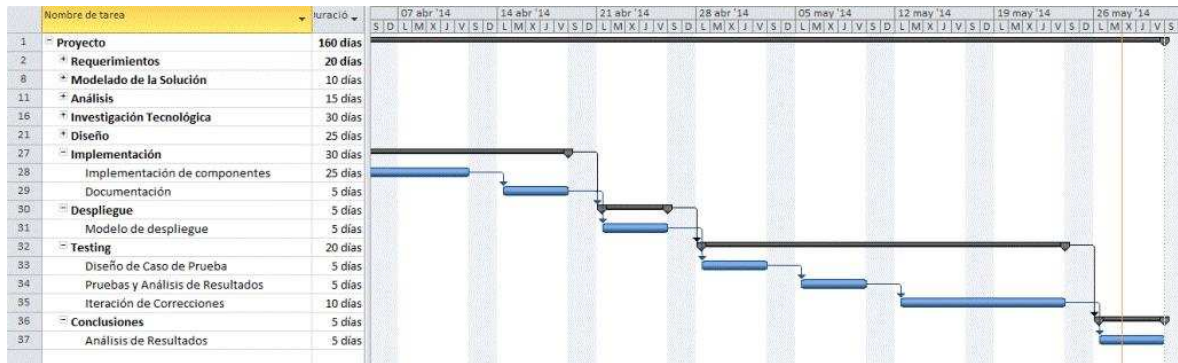 Nombre de tarea uració 07 abr '14 14 abr '14 21 abr '14 28 abr '14 05 may '14 12 may '14 19 may '14 26 may '14
S D L M X J V S D L M X J V S D L M X J V S D L M X J V S D L M X J V S D L M X J V S D L M X J V S D L M X J V S
1 Proyecto 160 días
2 Requerimientos 20 días
8 Modelado de la Solución 10 días
11 Análisis 15 días
16 Investigación Tecnológica 30 días
21 Diseño 25 días
27 Implementación 30 días
28 Implementación de componentes 25 días
29 Documentación 5 días
30 Despliegue 5 días
31 Modelo de despliegue 5 días
32 Testing 20 días
33 Diseño de Caso de Prueba 5 días
34 Pruebas y Análisis de Resultados 5 días
35 Iteración de Correcciones 10 días
36 Conclusiones 5 días
37 Análisis de Resultados 5 días